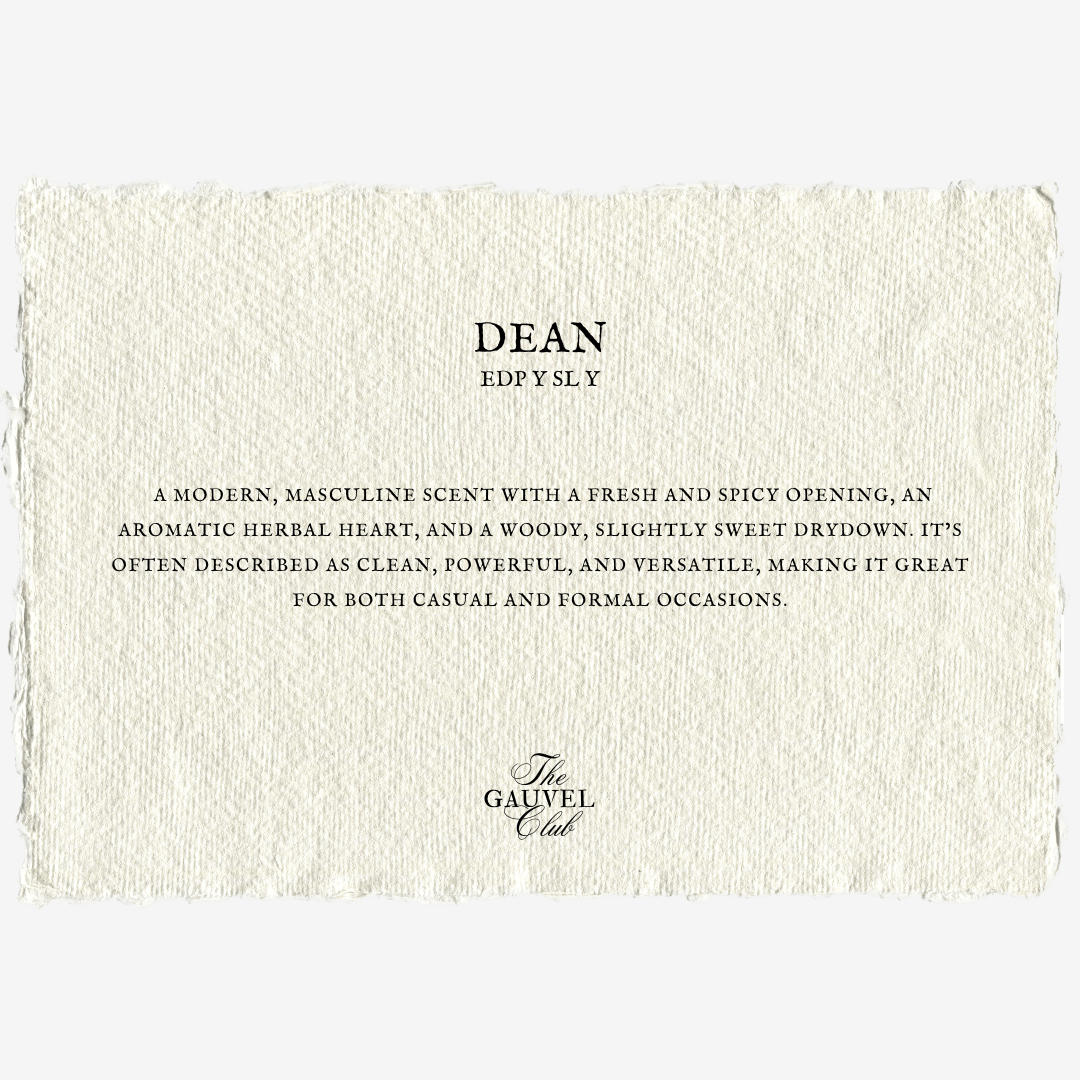 DEAN
EDP Y SL Y
A MODERN, MASCULINE SCENT WITH A FRESH AND SPICY OPENING, AN
AROMATIC HERBAL HEART, AND A WOODY, SLIGHTLY SWEET DRYDOWN. IT'S
OFTEN DESCRIBED AS CLEAN, POWERFUL, AND VERSATILE, MAKING IT GREAT
FOR BOTH CASUAL AND FORMAL OCCASIONS.
The
GAUVEL
Club